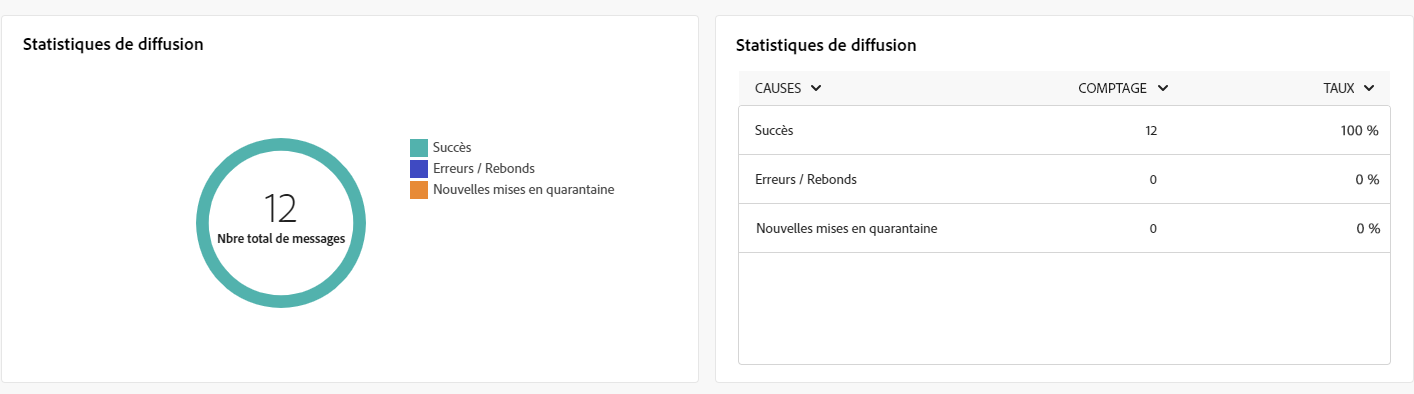 Statistiques de diffusion
12
Nbre total de messages
Succès
Erreurs / Rebonds
Nouvelles mises en quarantaine
Statistiques de diffusion
CAUSES COMPTAGE TAUX
Succès 12 100 %
Erreurs / Rebonds 0 0 %
Nouvelles mises en quarantaine 0 0 %